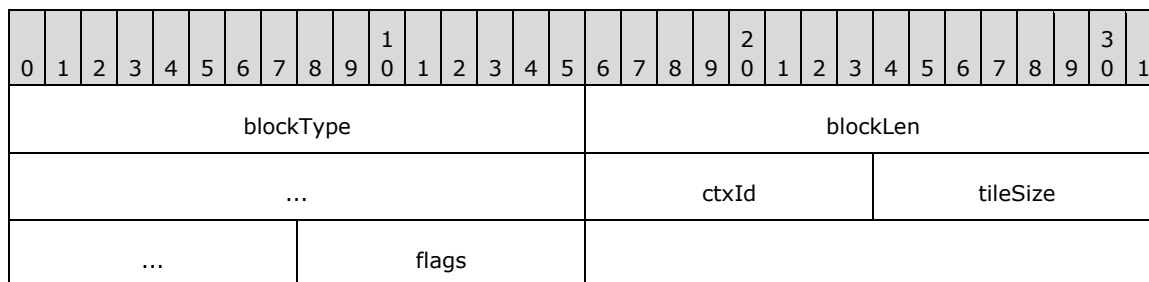 1 2 3
0 1 2 3 4 5 6 7 8 9 0 1 2 3 4 5 6 7 8 9 0 1 2 3 4 5 6 7 8 9 0 1
blockType blockLen
... ctxId tileSize
... flags